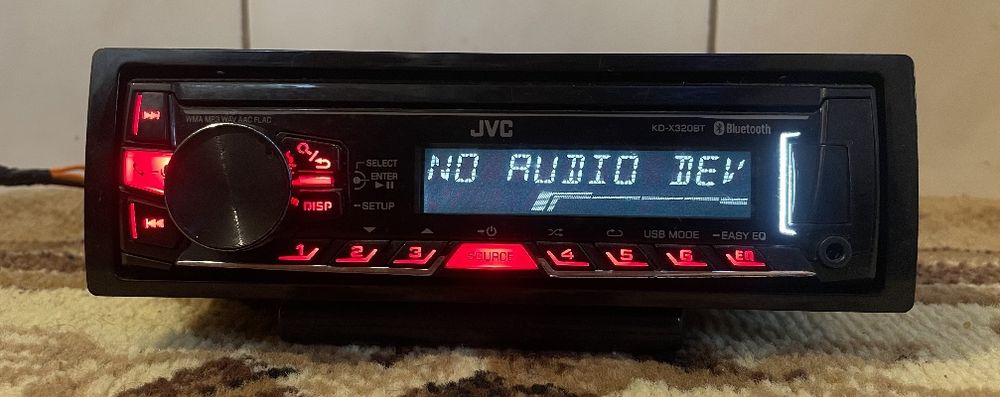 WMA MP3 WAV AAC FLAC
JVC
KD-X320BT Bluetooth
SELECT
ENTER
SETUP
DISP
NO AUDIO DEV
USB MODE EASY EQ
1 2 3 SOURCE 4 5 6 EQ